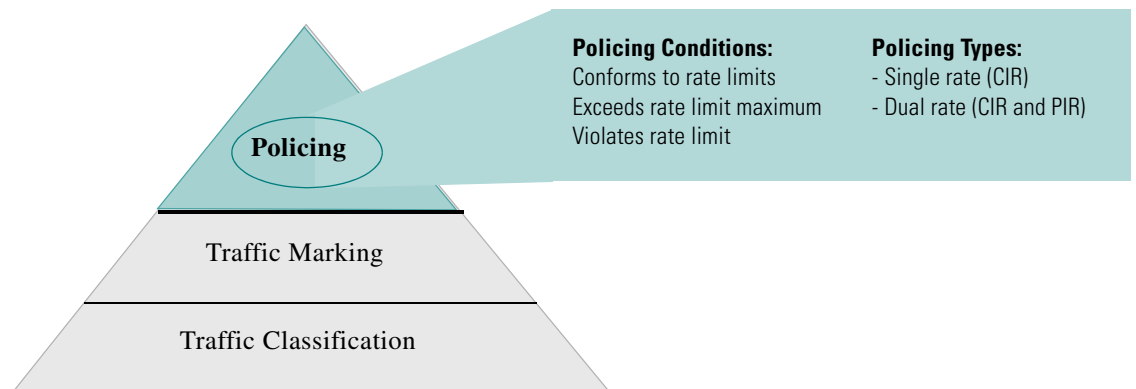 Policing Conditions:
Conforms to rate limits
Exceeds rate limit maximum
Violates rate limit
Policing Types:
- Single rate (CIR)
- Dual rate (CIR and PIR)
Policing
Traffic Marking
Traffic Classification